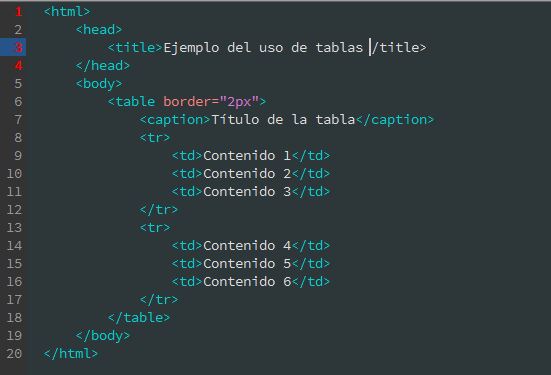 1 <html>
2 <head>
3 <title>Ejemplo del uso de tablas /title>
4 </head>
5 <body>
6 <table border="2px">
7 <caption>Título de la tabla</caption>
8 <tr>
9 <td>Contenido 1</td>
10 <td>Contenido 2</td>
11 <td>Contenido 3</td>
12 </tr>
13 <tr>
14 <td>Contenido 4</td>
15 <td>Contenido 5</td>
16 <td>Contenido 6</td>
17 </tr>
18 </table>
19 </body>
20 </html>